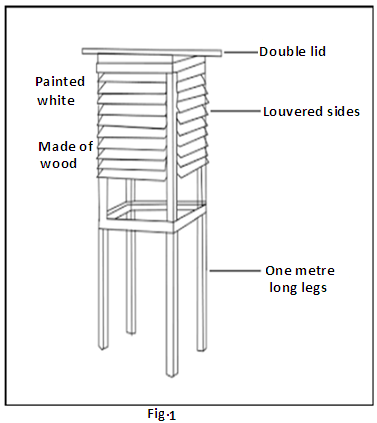 Double lid
Painted
white
Louvered sides
Made of
wood
One metre
long legs
Fig.1